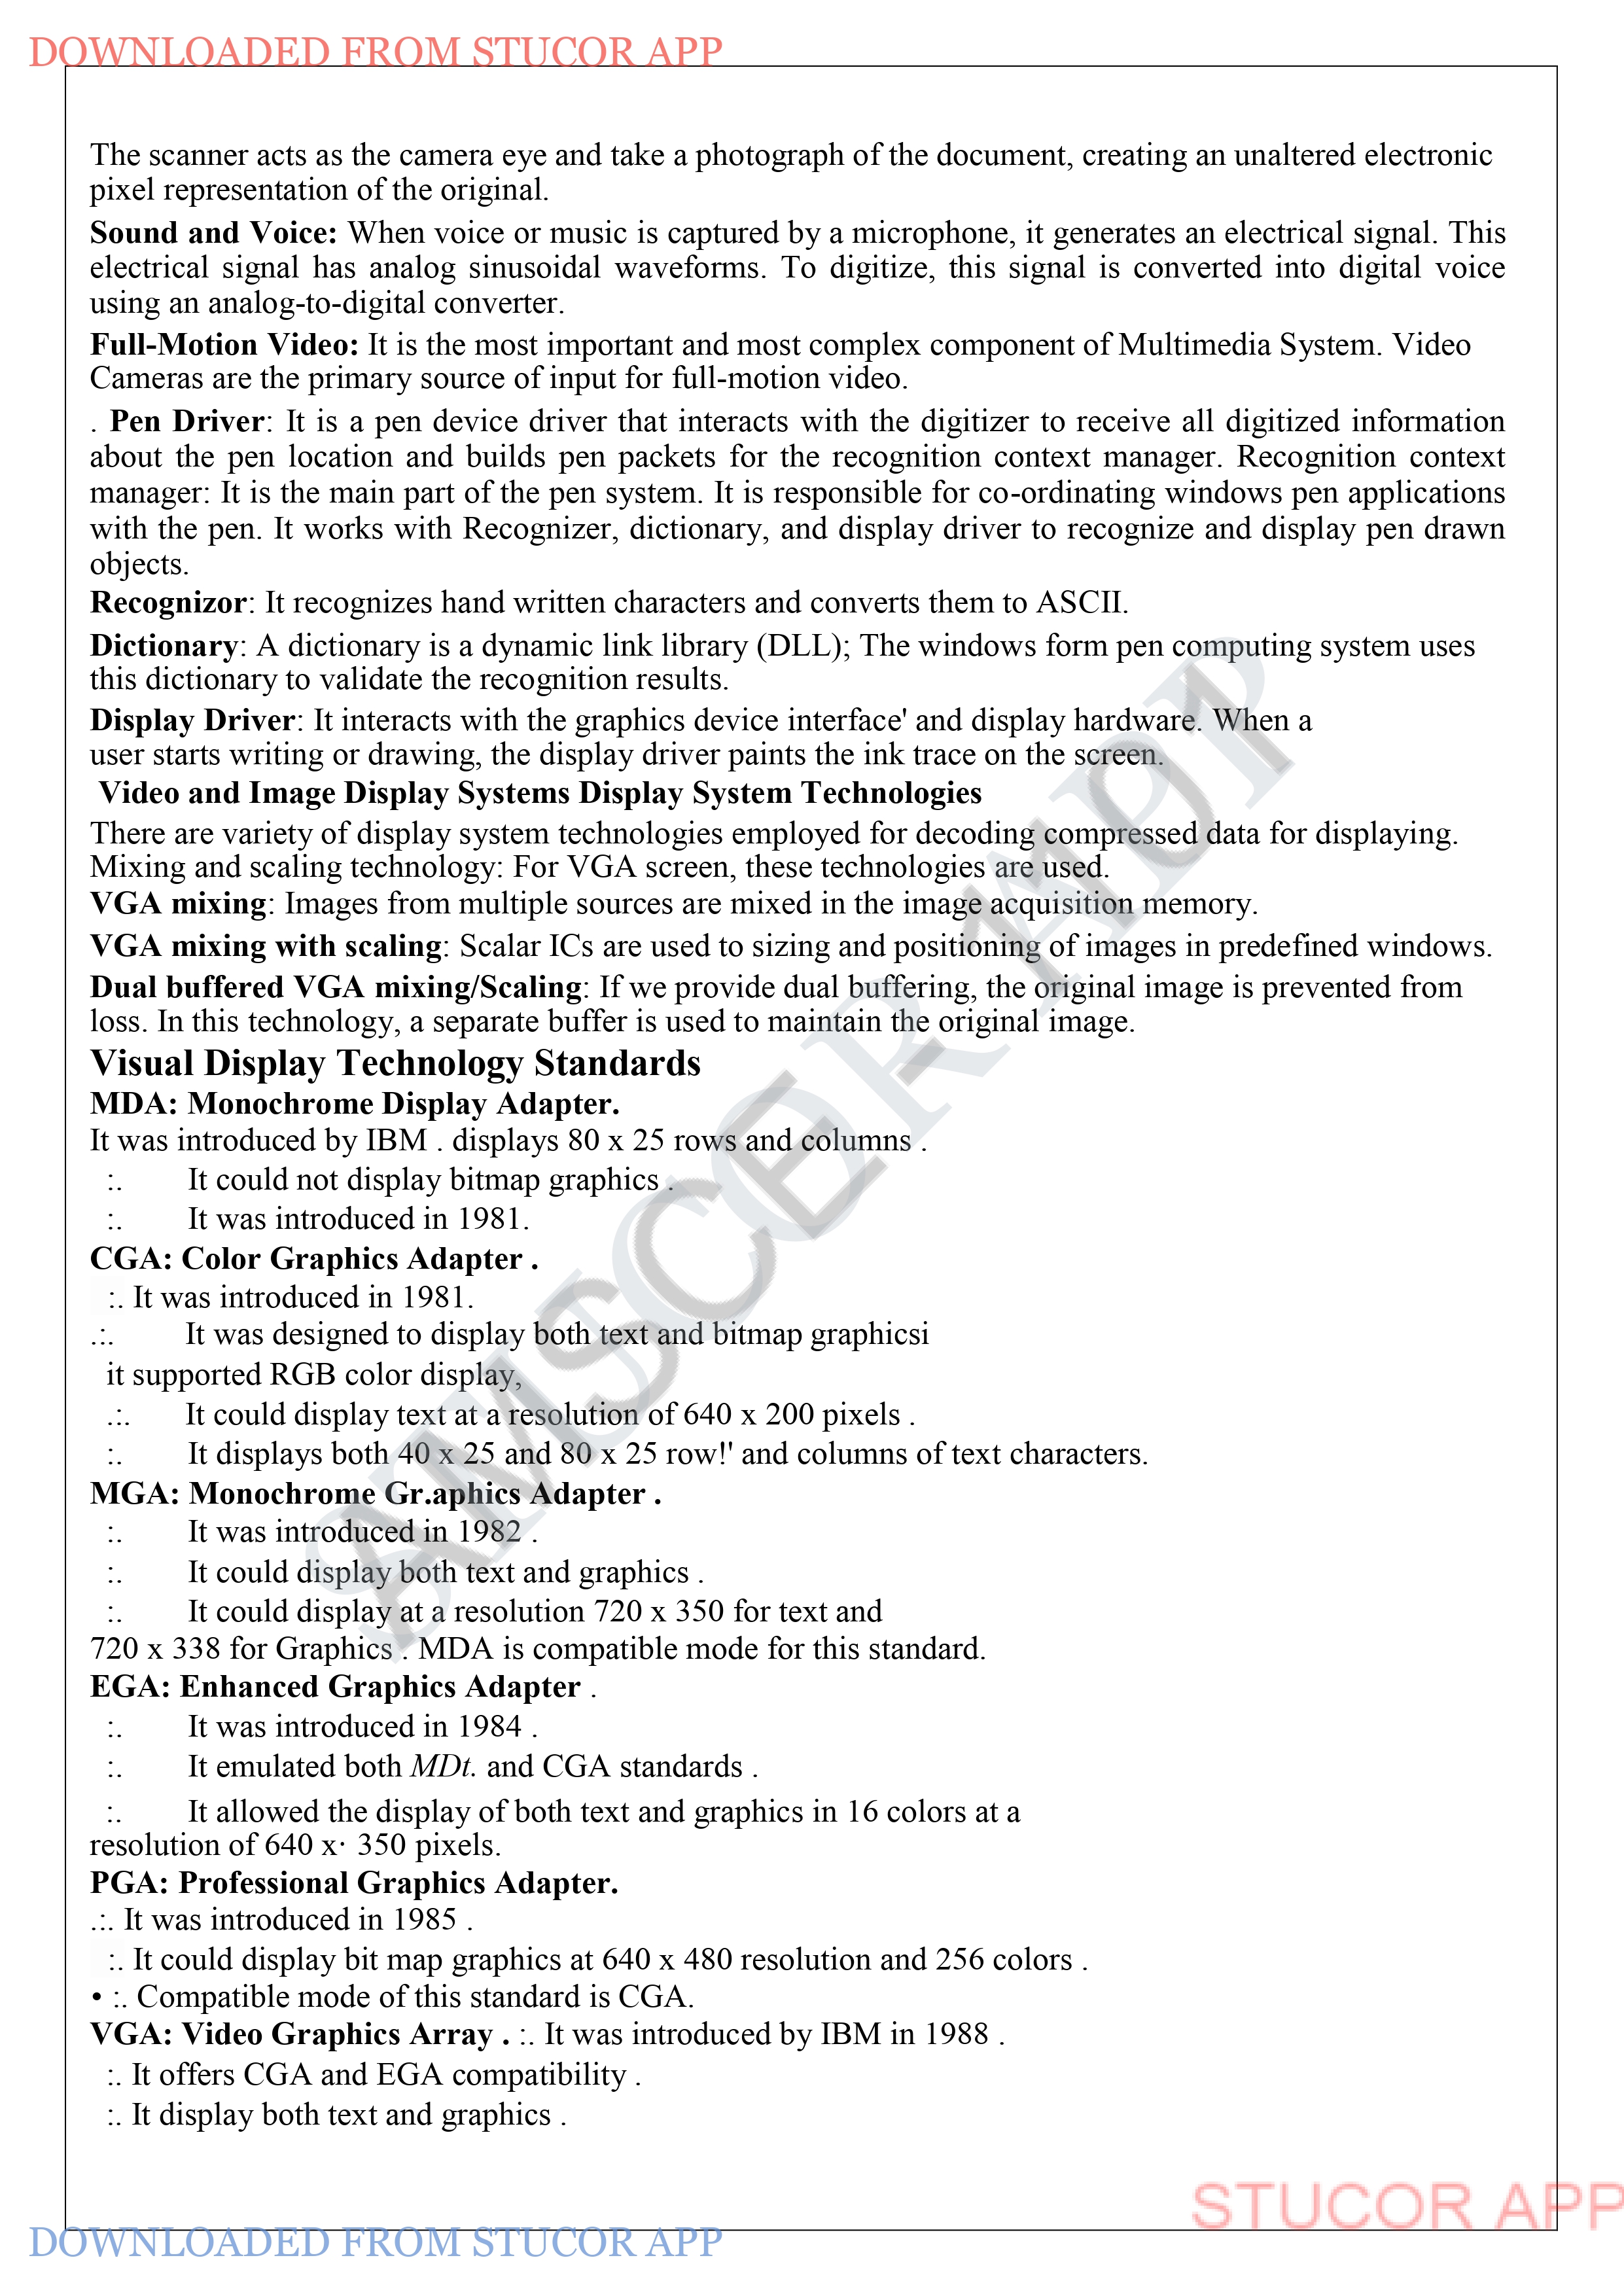 DOWNLOADED FROM STUCOR APP
The scanner acts as the camera eye and take a photograph of the document, creating an unaltered electronic
pixel representation of the original.
Sound and Voice: When voice or music is captured by a microphone, it generates an electrical signal. This
electrical signal has analog sinusoidal waveforms. To digitize, this signal is converted into digital voice
using an analog-to-digital converter.
Full-Motion Video: It is the most important and most complex component of Multimedia System. Video
Cameras are the primary source of input for full-motion video.
. Pen Driver: It is a pen device driver that interacts with the digitizer to receive all digitized information
about the pen location and builds pen packets for the recognition context manager. Recognition context
manager: It is the main part of the pen system. It is responsible for co-ordinating windows pen applications
with the pen. It works with Recognizer, dictionary, and display driver to recognize and display pen drawn
objects.
Recognizor: It recognizes hand written characters and converts them to ASCII.
Dictionary: A dictionary is a dynamic link library (DLL); The windows form pen computing system uses
this dictionary to validate the recognition results.
Display Driver: It interacts with the graphics device interface' and display hardware. When a
user starts writing or drawing, the display driver paints the ink trace on the screen.
Video and Image Display Systems Display System Technologies
There are variety of display system technologies employed for decoding compressed data for displaying.
Mixing and scaling technology: For VGA screen, these technologies are used.
VGA mixing: Images from multiple sources are mixed in the image acquisition memory.
VGA mixing with scaling: Scalar ICs are used to sizing and positioning of images in predefined windows.
Dual buffered VGA mixing/Scaling: If we provide dual buffering, the original image is prevented from
loss. In this technology, a separate buffer is used to maintain the original image.
Visual Display Technology Standards
MDA: Monochrome Display Adapter.
It was introduced by IBM . displays 80 x 25 rows and columns .
:. It could not display bitmap graphics .
:. It was introduced in 1981.
CGA: Color Graphics Adapter .
:. It was introduced in 1981.
.:. It was designed to display both text and bitmap graphicsi
it supported RGB color display,
.:. It could display text at a resolution of 640 x 200 pixels .
:. It displays both 40 x 25 and 80 x 25 row!' and columns of text characters.
MGA: Monochrome Gr.aphics Adapter .
:. It was introduced in 1982 .
:. It could display both text and graphics .
:. It could display at a resolution 720 x 350 for text and
720 x 338 for Graphics . MDA is compatible mode for this standard.
EGA: Enhanced Graphics Adapter .
:. It was introduced in 1984 .
:. It emulated both MDt. and CGA standards .
:. It allowed the display of both text and graphics in 16 colors at a
resolution of 640 x· 350 pixels.
PGA: Professional Graphics Adapter.
.:. It was introduced in 1985 .
:. It could display bit map graphics at 640 x 480 resolution and 256 colors .
• :. Compatible mode of this standard is CGA.
VGA: Video Graphics Array . :. It was introduced by IBM in 1988 .
:. It offers CGA and EGA compatibility .
:. It display both text and graphics .
STUCOR APP
AMSCE - 1101
STUCOR APP
DOWNLOADED FROM STUCOR APP